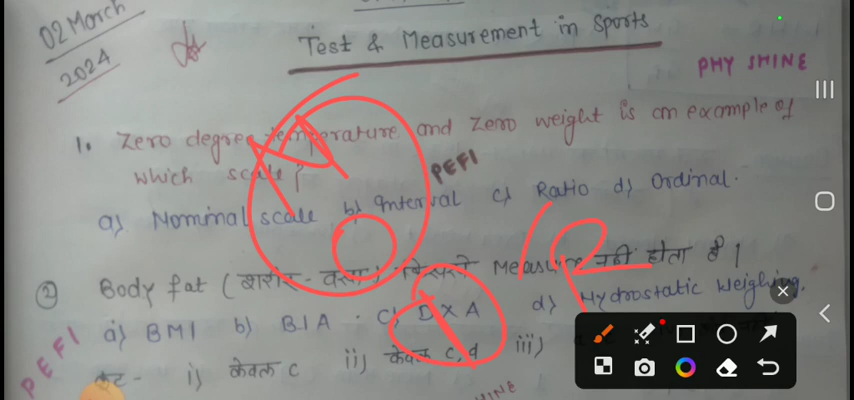 02 March
2024
Test & Measurement in Sports
PHY SHINE
1. Zero degree temperature and zero weight is an example of
which scale?
PEFI
a) Nominal scale b) Interval c) Ratio d) Ordinal.
② Body fat (शरीर - वसा) किससे Measure नहीं होता है।
a) BMI b) BIA . c) DXA d) Hydrostatic Weighing.
PEFI
कूट- i) केवल c ii) केवल c,d iii)